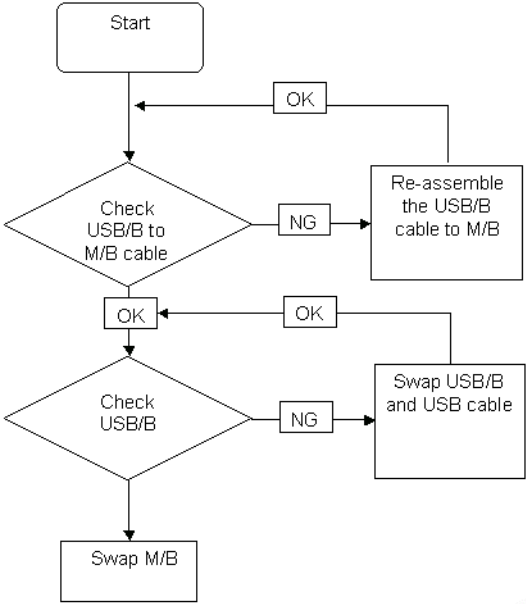 Start
OK
Check
USB/B to
M/B cable
NG
Re-assemble
the USB/B
cable to M/B
OK
OK
Check
USB/B
NG
Swap USB/B
and USB cable
Swap M/B